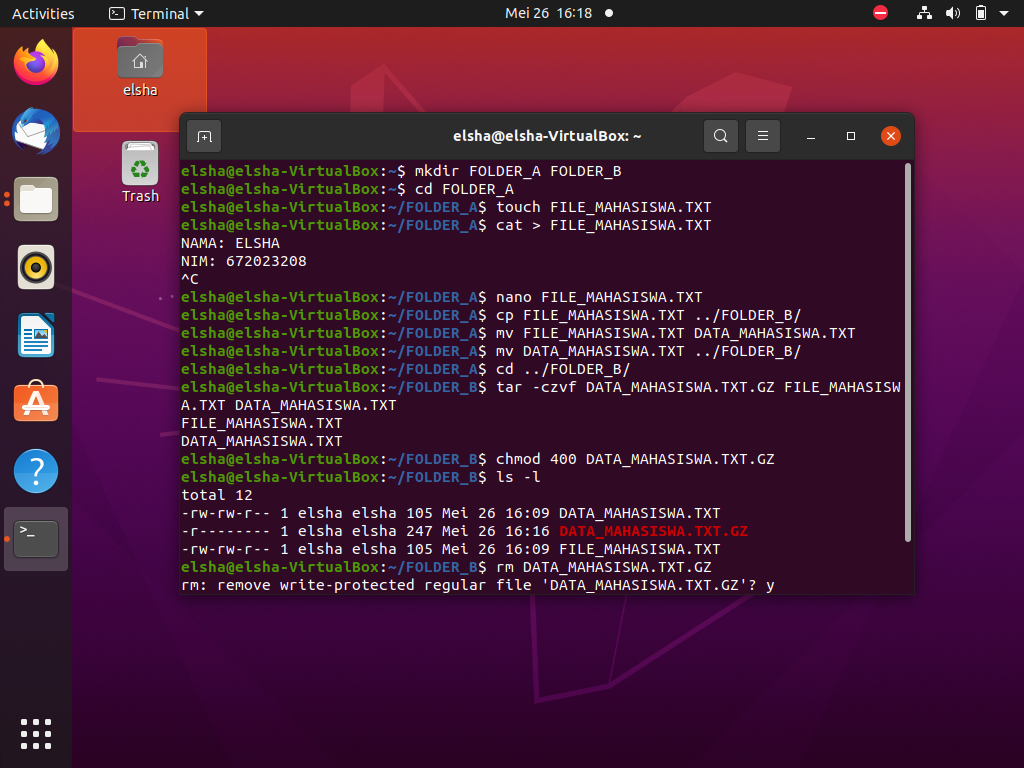 Activities
Terminal
Mei 26 16:18
elsha
Trash
elsha@elsha-VirtualBox: ~
elsha@elsha-VirtualBox:~$ mkdir FOLDER_A FOLDER_B
elsha@elsha-VirtualBox:~$ cd FOLDER_A
elsha@elsha-VirtualBox:~/FOLDER_A$ touch FILE_MAHASISWA.TXT
elsha@elsha-VirtualBox:~/FOLDER_A$ cat > FILE_MAHASISWA.TXT
NAMA: ELSHA
NIM: 672023208
^C
elsha@elsha-VirtualBox:~/FOLDER_A$ nano FILE_MAHASISWA.TXT
elsha@elsha-VirtualBox:~/FOLDER_A$ cp FILE_MAHASISWA.TXT ../FOLDER_B/
elsha@elsha-VirtualBox:~/FOLDER_A$ mv FILE_MAHASISWA.TXT DATA_MAHASISWA.TXT
elsha@elsha-VirtualBox:~/FOLDER_A$ mv DATA_MAHASISWA.TXT ../FOLDER_B/
elsha@elsha-VirtualBox:~/FOLDER_A$ cd ../FOLDER_B/
elsha@elsha-VirtualBox:~/FOLDER_B$ tar -czvf DATA_MAHASISWA.TXT.GZ FILE_MAHASISW
A.TXT DATA_MAHASISWA.TXT
FILE_MAHASISWA.TXT
DATA_MAHASISWA.TXT
elsha@elsha-VirtualBox:~/FOLDER_B$ chmod 400 DATA_MAHASISWA.TXT.GZ
elsha@elsha-VirtualBox:~/FOLDER_B$ ls -l
total 12
-rw-rw-r-- 1 elsha elsha 105 Mei 26 16:09 DATA_MAHASISWA.TXT
-r-------- 1 elsha elsha 247 Mei 26 16:16 DATA_MAHASISWA.TXT.GZ
-rw-rw-r-- 1 elsha elsha 105 Mei 26 16:09 FILE_MAHASISWA.TXT
elsha@elsha-VirtualBox:~/FOLDER_B$ rm DATA_MAHASISWA.TXT.GZ
rm: remove write-protected regular file 'DATA_MAHASISWA.TXT.GZ'? y